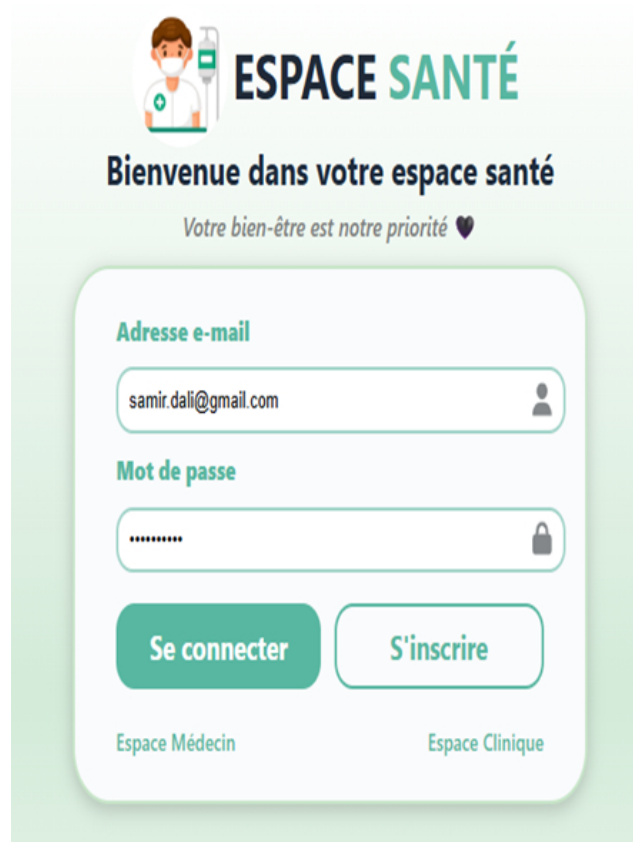 ESPACE SANTÉ
Bienvenue dans votre espace santé
Votre bien-être est notre priorité 🖤
Adresse e-mail
samir.dali@gmail.com
Mot de passe
••••••••••
Se connecter
S'inscrire
Espace Médecin
Espace Clinique